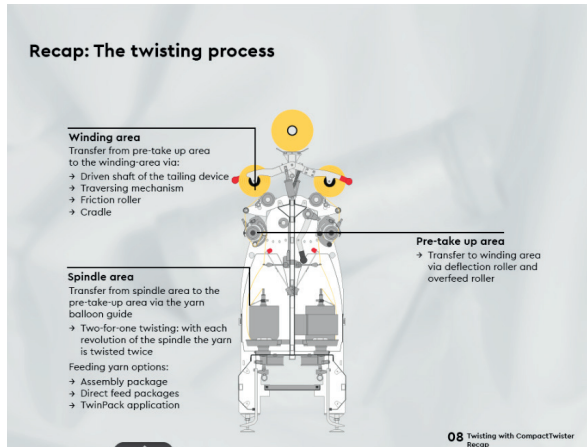 Recap: The twisting process
Winding area
Transfer from pre-take up area
to the winding-area via:
→ Driven shaft of the tailing device
→ Traversing mechanism
→ Friction roller
→ Cradle
Pre-take up area
→ Transfer to winding area
via deflection roller and
overfeed roller
Spindle area
Transfer from spindle area to the
pre-take-up area via the yarn
balloon guide
→ Two-for-one twisting: with each
revolution of the spindle the yarn
is twisted twice
Feeding yarn options:
→ Assembly package
→ Direct feed packages
→ TwinPack application
08 Twisting with CompactTwister
Recap